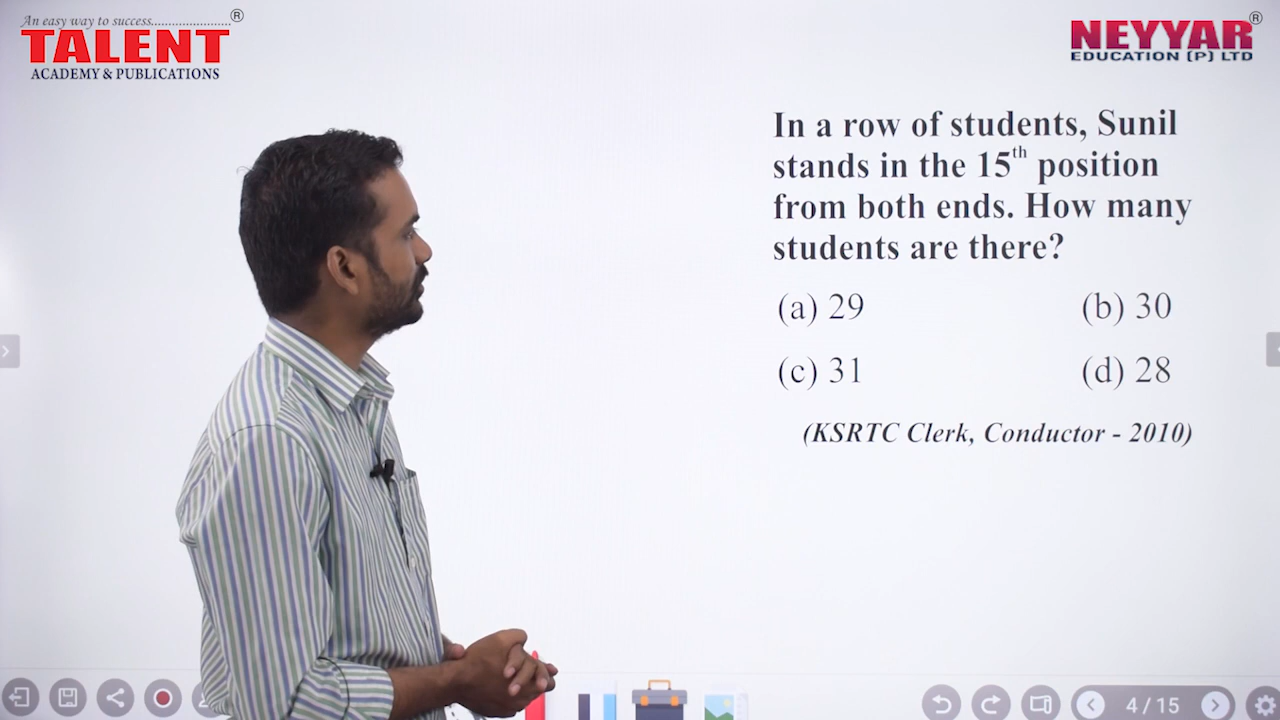 An easy way to success.......................®
TALENT
ACADEMY & PUBLICATIONS
NEYYAR®
EDUCATION (P) LTD
In a row of students, Sunil
stands in the 15th position
from both ends. How many
students are there?
(a) 29 (b) 30
(c) 31 (d) 28
(KSRTC Clerk, Conductor - 2010)
4/15